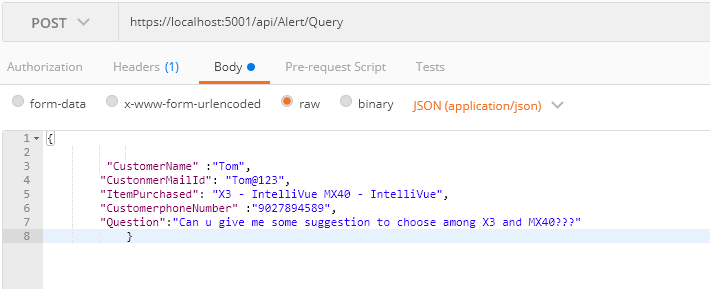 POST https://localhost:5001/api/Alert/Query
Authorization Headers (1) Body Pre-request Script Tests
form-data x-www-form-urlencoded raw binary JSON (application/json)
1 {
2
3 "CustomerName" :"Tom",
4 "CustonmerMailId": "Tom@123",
5 "ItemPurchased": "X3 - IntelliVue MX40 - IntelliVue",
6 "CustomerphoneNumber" :"9027894589",
7 "Question":"Can u give me some suggestion to choose among X3 and MX40???"
8 }